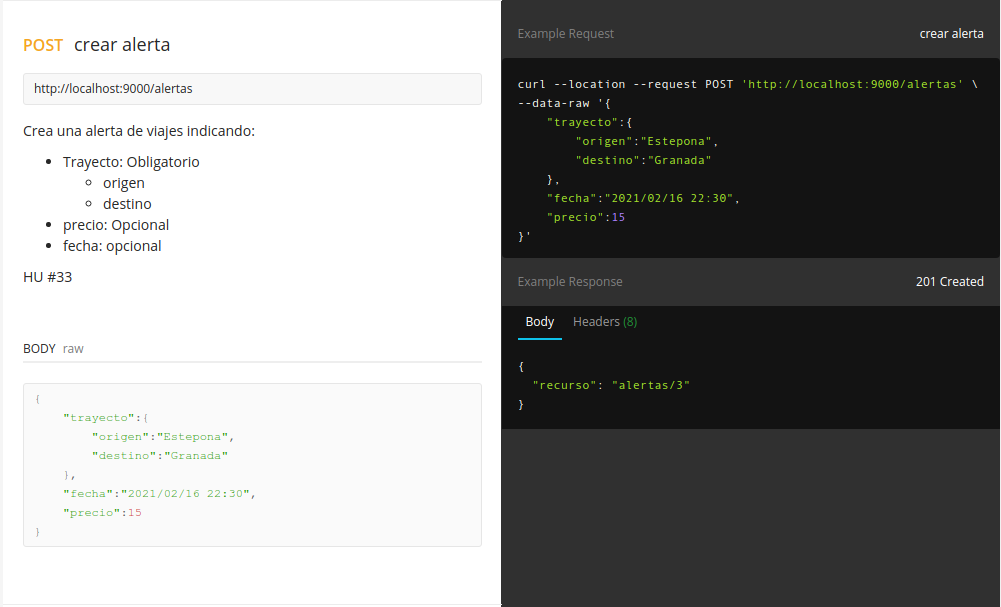 POST crear alerta
http://localhost:9000/alertas
Crea una alerta de viajes indicando:
Trayecto: Obligatorio
origen
destino
precio: Opcional
fecha: opcional
HU #33
BODY raw
{
"trayecto":{
"origen":"Estepona",
"destino":"Granada"
},
"fecha":"2021/02/16 22:30",
"precio":15
}
Example Request crear alerta
curl --location --request POST 'http://localhost:9000/alertas' \
--data-raw '{
"trayecto":{
"origen":"Estepona",
"destino":"Granada"
},
"fecha":"2021/02/16 22:30",
"precio":15
}'
Example Response 201 Created
Body Headers (8)
{
"recurso": "alertas/3"
}